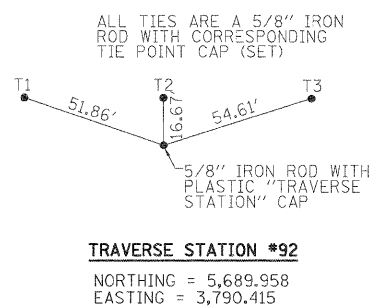 ALL TIES ARE A 5/8" IRON
ROD WITH CORRESPONDING
TIE POINT CAP (SET)
T1
T2
T3
51.86'
16.67'
54.61'
5/8" IRON ROD WITH
PLASTIC "TRAVERSE
STATION" CAP
TRAVERSE STATION #92
NORTHING = 5,689.958
EASTING = 3,790.415